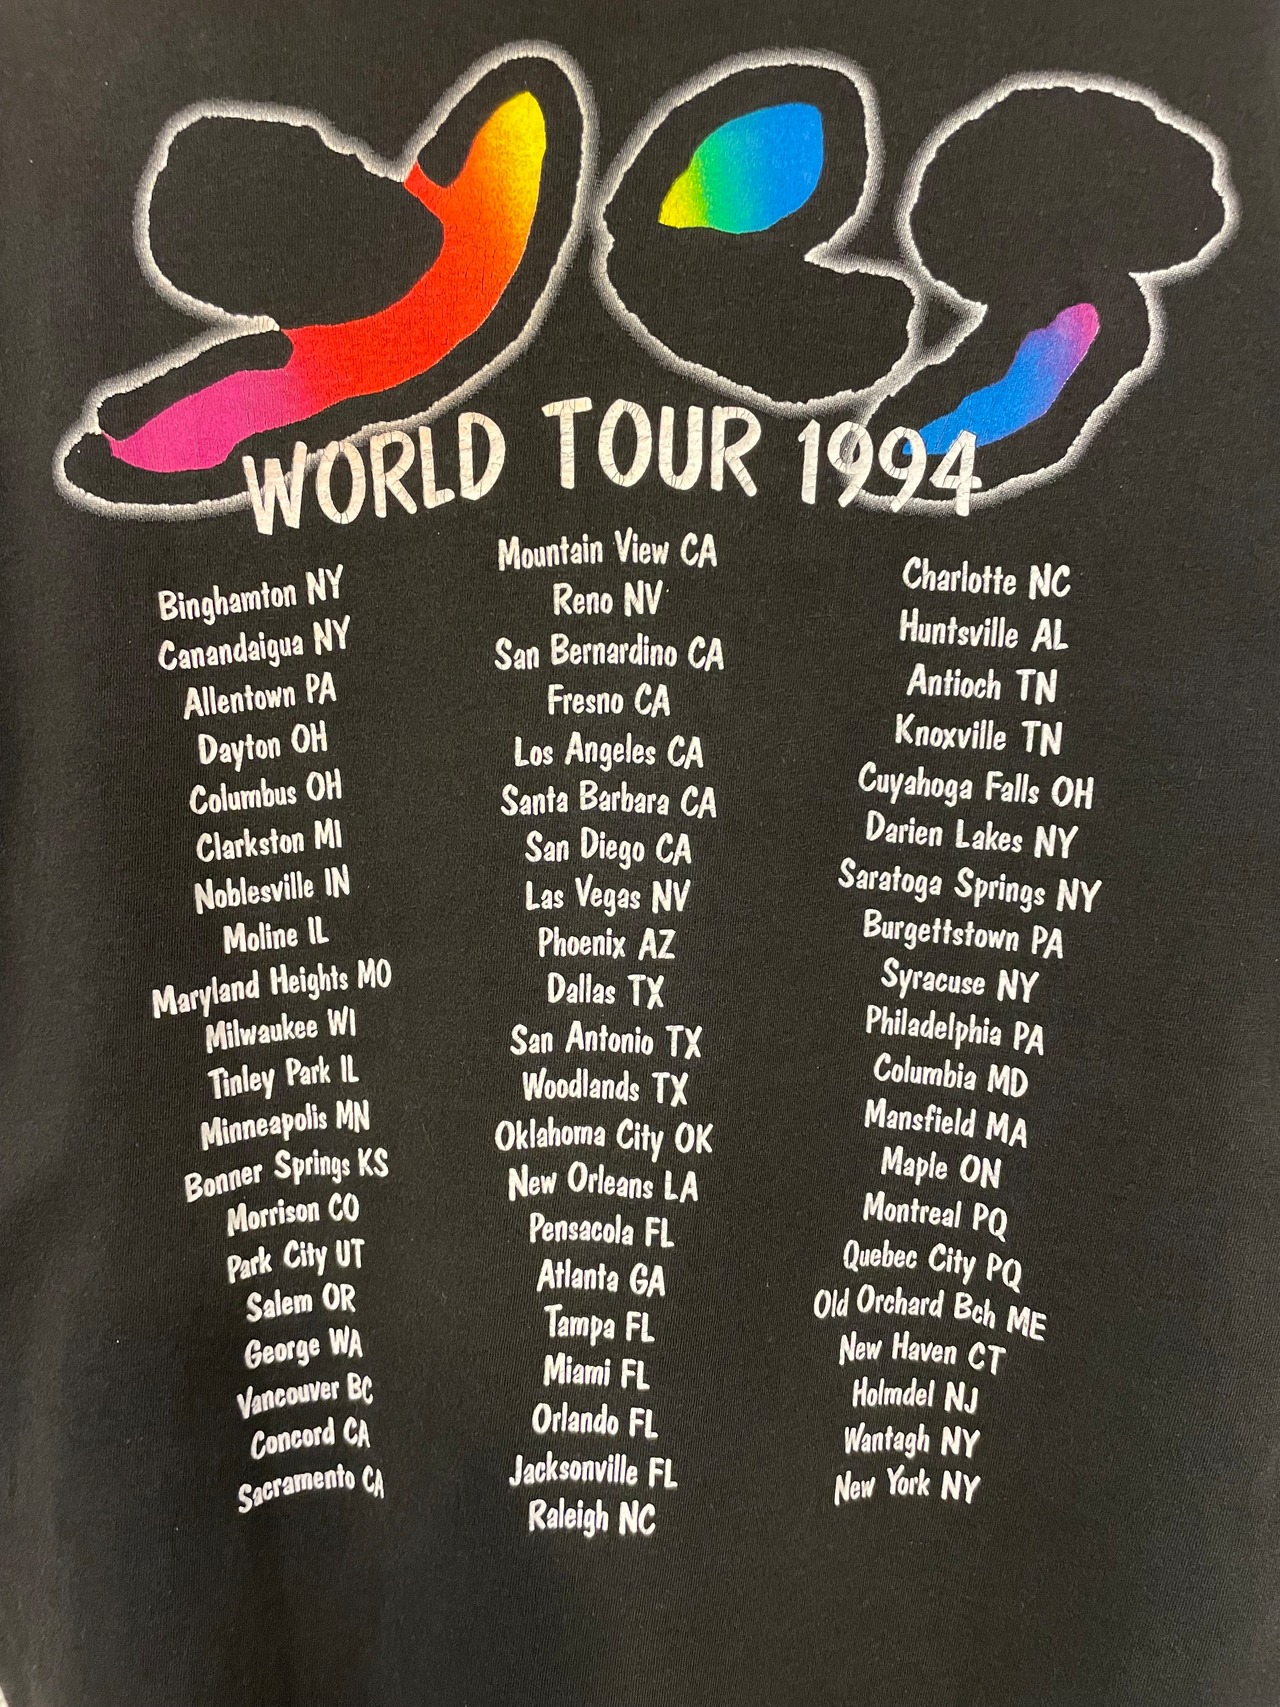 WORLD TOUR 1994
Binghamton NY
Canandaigua NY
Allentown PA
Dayton OH
Columbus OH
Clarkston MI
Noblesville IN
Moline IL
Maryland Heights MO
Milwaukee WI
Tinley Park IL
Minneapolis MN
Bonner Springs KS
Morrison CO
Park City UT
Salem OR
George WA
Vancouver BC
Concord CA
Sacramento CA
Mountain View CA
Reno NV
San Bernardino CA
Fresno CA
Los Angeles CA
Santa Barbara CA
San Diego CA
Las Vegas NV
Phoenix AZ
Dallas TX
San Antonio TX
Woodlands TX
Oklahoma City OK
New Orleans LA
Pensacola FL
Atlanta GA
Tampa FL
Miami FL
Orlando FL
Jacksonville FL
Raleigh NC
Charlotte NC
Huntsville AL
Antioch TN
Knoxville TN
Cuyahoga Falls OH
Darien Lakes NY
Saratoga Springs NY
Burgettstown PA
Syracuse NY
Philadelphia PA
Columbia MD
Mansfield MA
Maple ON
Montreal PQ
Quebec City PQ
Old Orchard Bch ME
New Haven CT
Holmdel NJ
Wantagh NY
New York NY